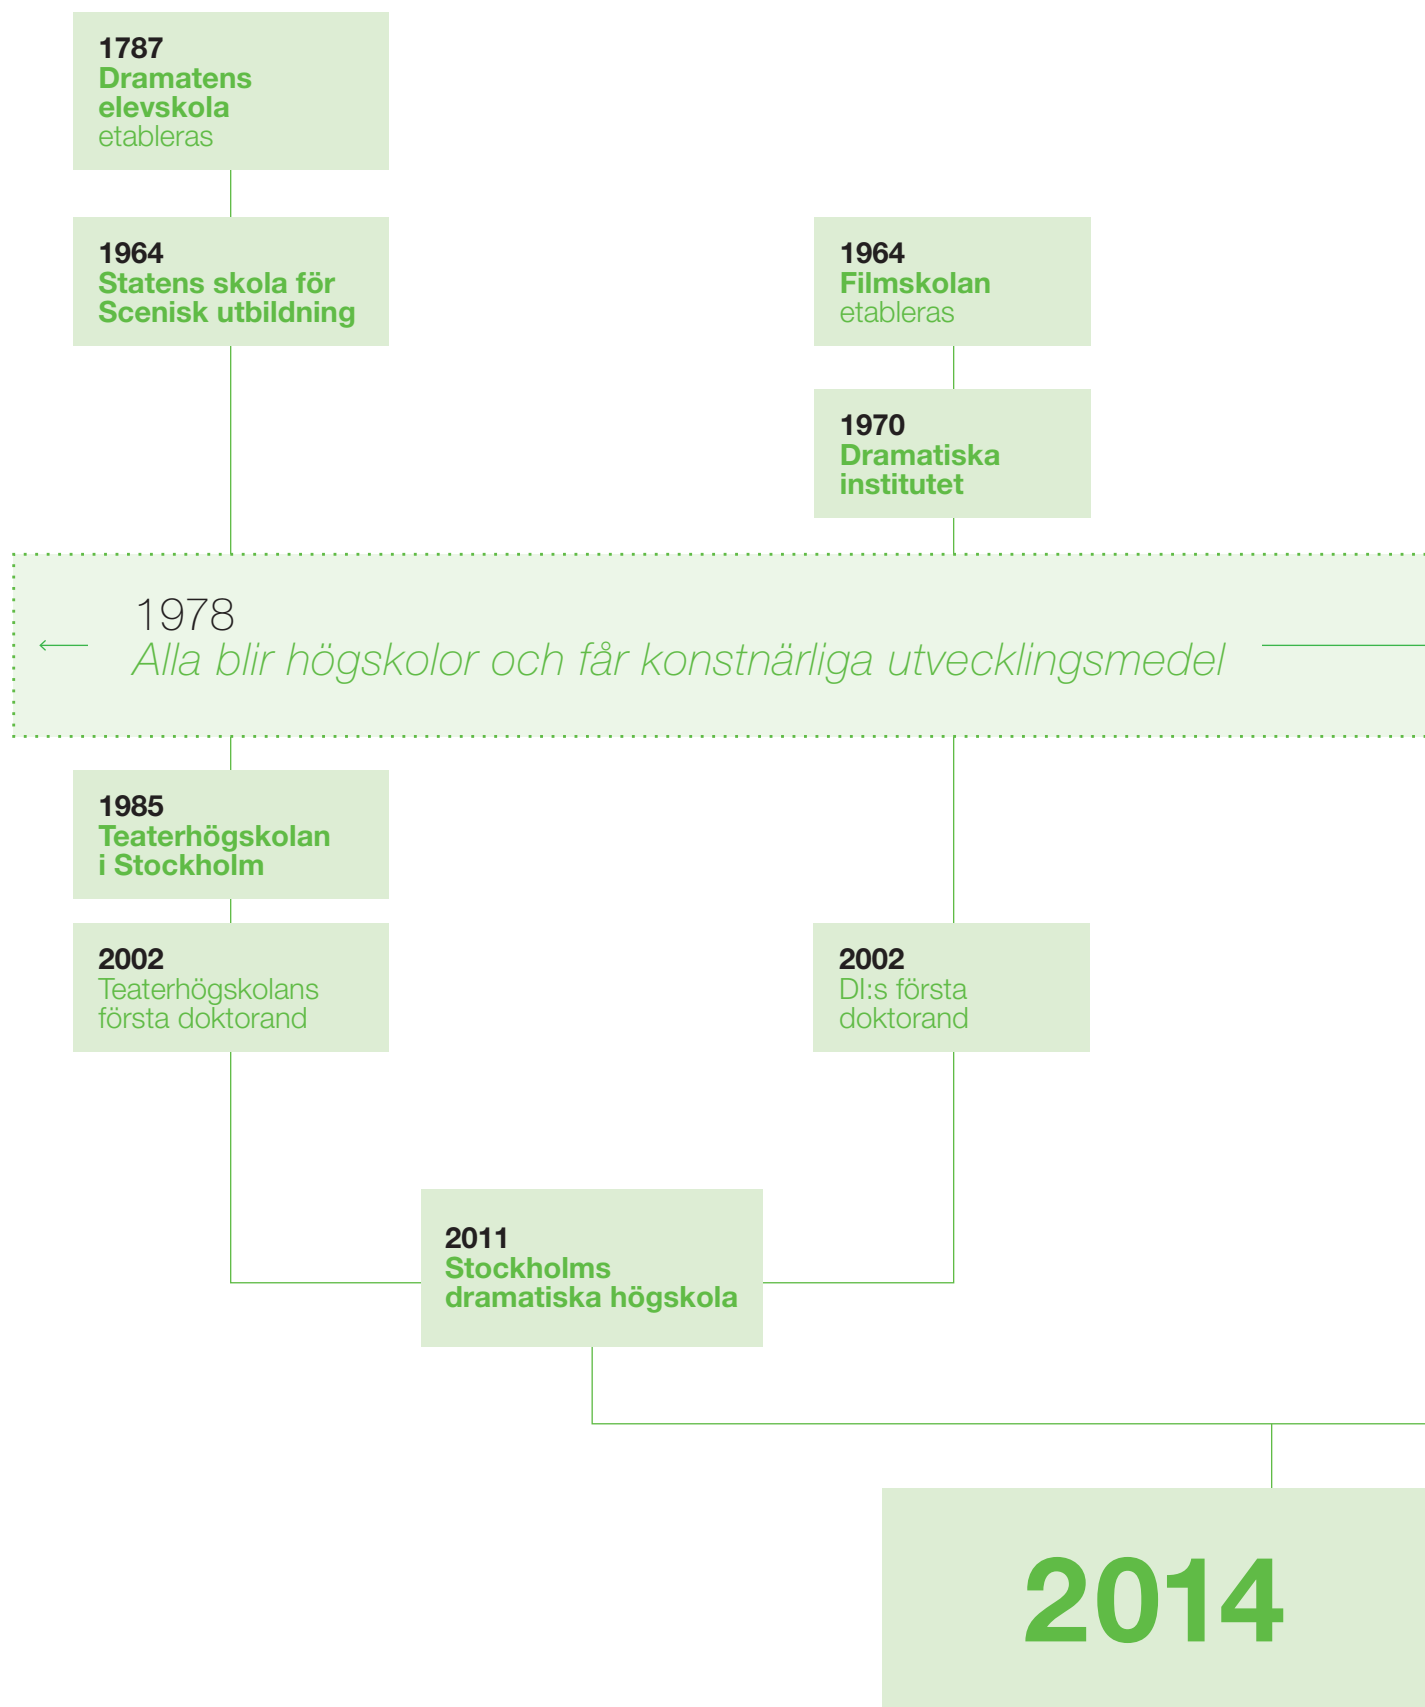 1787
Dramatens
elevskola
etableras
1964
Statens skola för
Scenisk utbildning
1964
Filmskolan
etableras
1970
Dramatiska
institutet
1978
Alla blir högskolor och får konstnärliga utvecklingsmedel
1985
Teaterhögskolan
i Stockholm
2002
Teaterhögskolans
första doktorand
2002
DI:s första
doktorand
2011
Stockholms
dramatiska högskola
2014